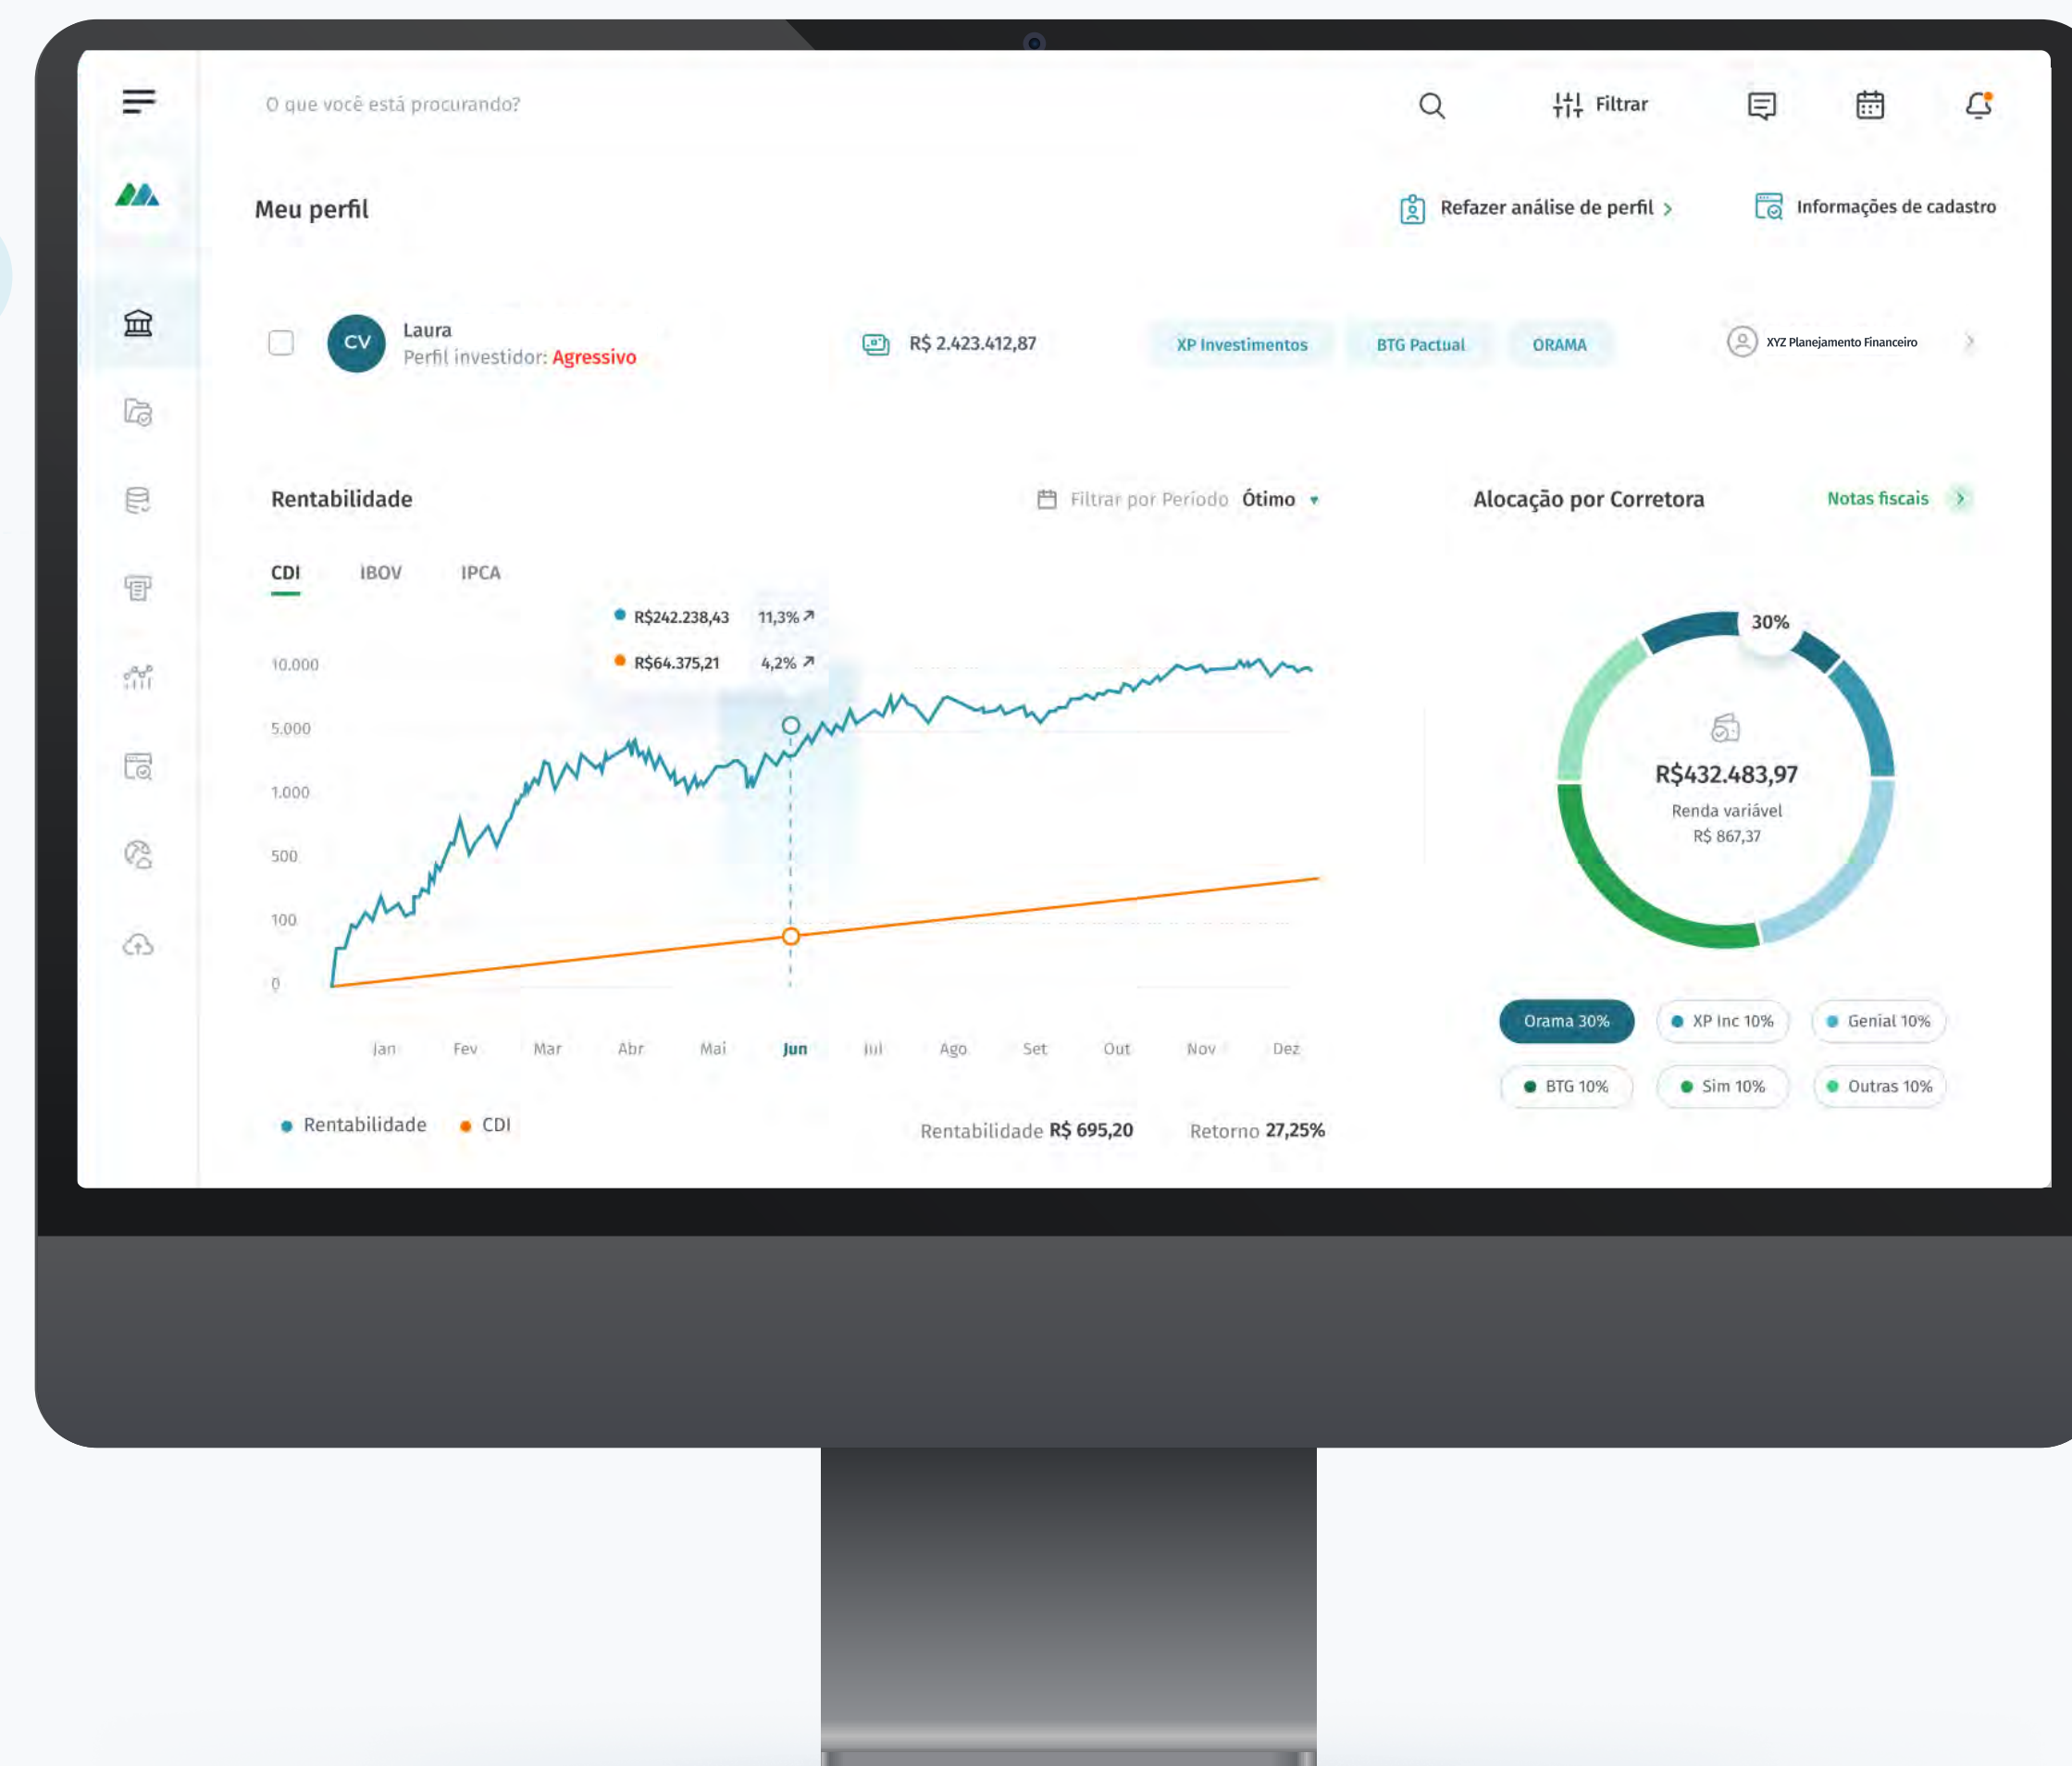 O que você está procurando?
Filtrar
Meu perfil
Refazer análise de perfil
Informações de cadastro
CV
Laura
Perfil investidor: Agressivo
R$ 2.423.412,87
XP Investimentos
BTG Pactual
ORAMA
XYZ Planejamento Financeiro
Rentabilidade
Filtrar por Período Ótimo
CDI IBOV IPCA
R$242.238,43 11,3%
R$64.375,21 4,2%
10.000
5.000
1.000
500
100
0
Jan Fev Mar Abr Mai Jun Jul Ago Set Out Nov Dez
Rentabilidade CDI
Rentabilidade R$ 695,20 Retorno 27,25%
Alocação por Corretora
Notas fiscais
30%
R$432.483,97
Renda variável
R$ 867,37
Orama 30% XP Inc 10% Genial 10%
BTG 10% Sim 10% Outras 10%